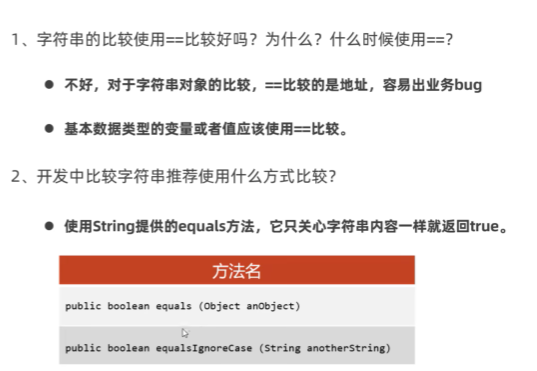 1、字符串的比较使用==比较好吗？为什么？什么时候使用==？
● 不好，对于字符串对象的比较，==比较的是地址，容易出业务bug
● 基本数据类型的变量或者值应该使用==比较。
2、开发中比较字符串推荐使用什么方式比较？
● 使用String提供的equals方法，它只关心字符串内容一样就返回true。
方法名
public boolean equals (Object anObject)
public boolean equalsIgnoreCase (String anotherString)